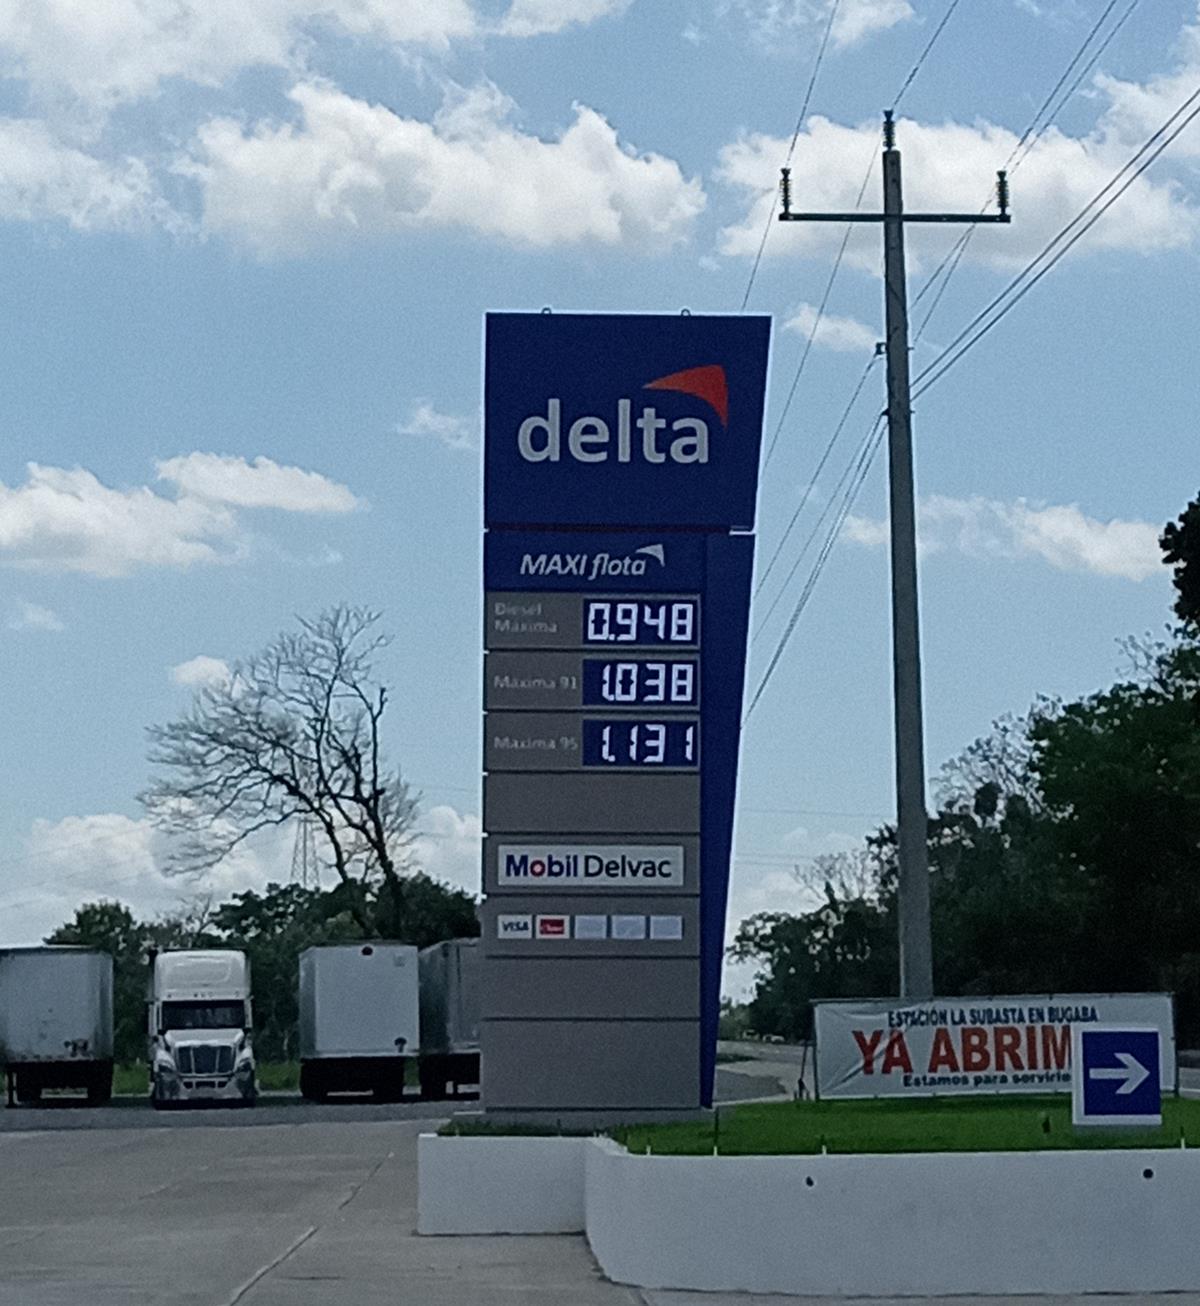 delta
MAXI flota
Diesel
Maxima
0.948
Maxima 91
1.038
Maxima 95
1.131
Mobil Delvac
VISA
ESTACIÓN LA SUBASTA EN BUGABA
YA ABRIM
Estamos para servirle